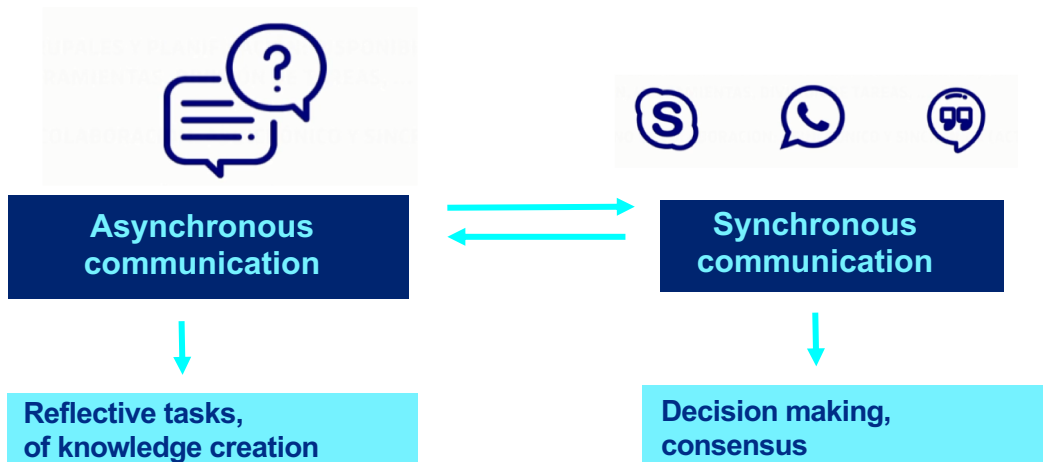 Asynchronous
communication
Synchronous
communication
Reflective tasks,
of knowledge creation
Decision making,
consensus